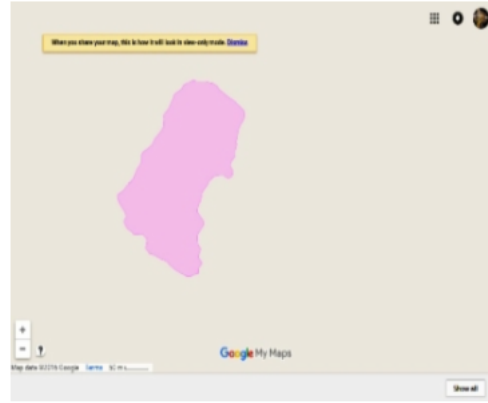 When you share your map, this is how it will look in view-only mode. Dismiss
+
−
Google My Maps
Map data ©2016 Google Terms
Show all